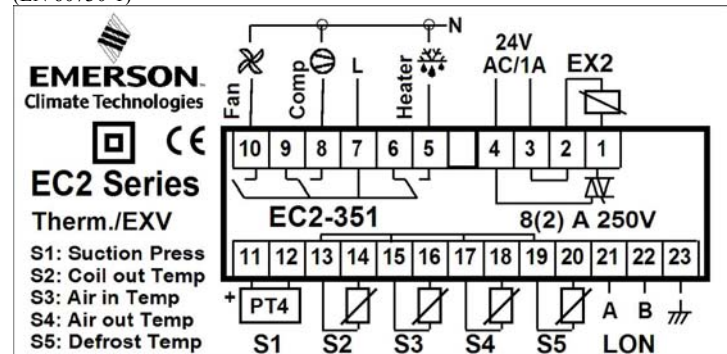 (EN 60730-1)
EMERSON
Climate Technologies
CE
EC2 Series
Therm./EXV
S1: Suction Press
S2: Coil out Temp
S3: Air in Temp
S4: Air out Temp
S5: Defrost Temp
N
24V
AC/1A
EX2
Fan
Comp
L
Heater
10 9 8 7 6 5 4 3 2 1
EC2-351
8(2) A 250V
11 12 13 14 15 16 17 18 19 20 21 22 23
+ PT4
A B
S1 S2 S3 S4 S5 LON